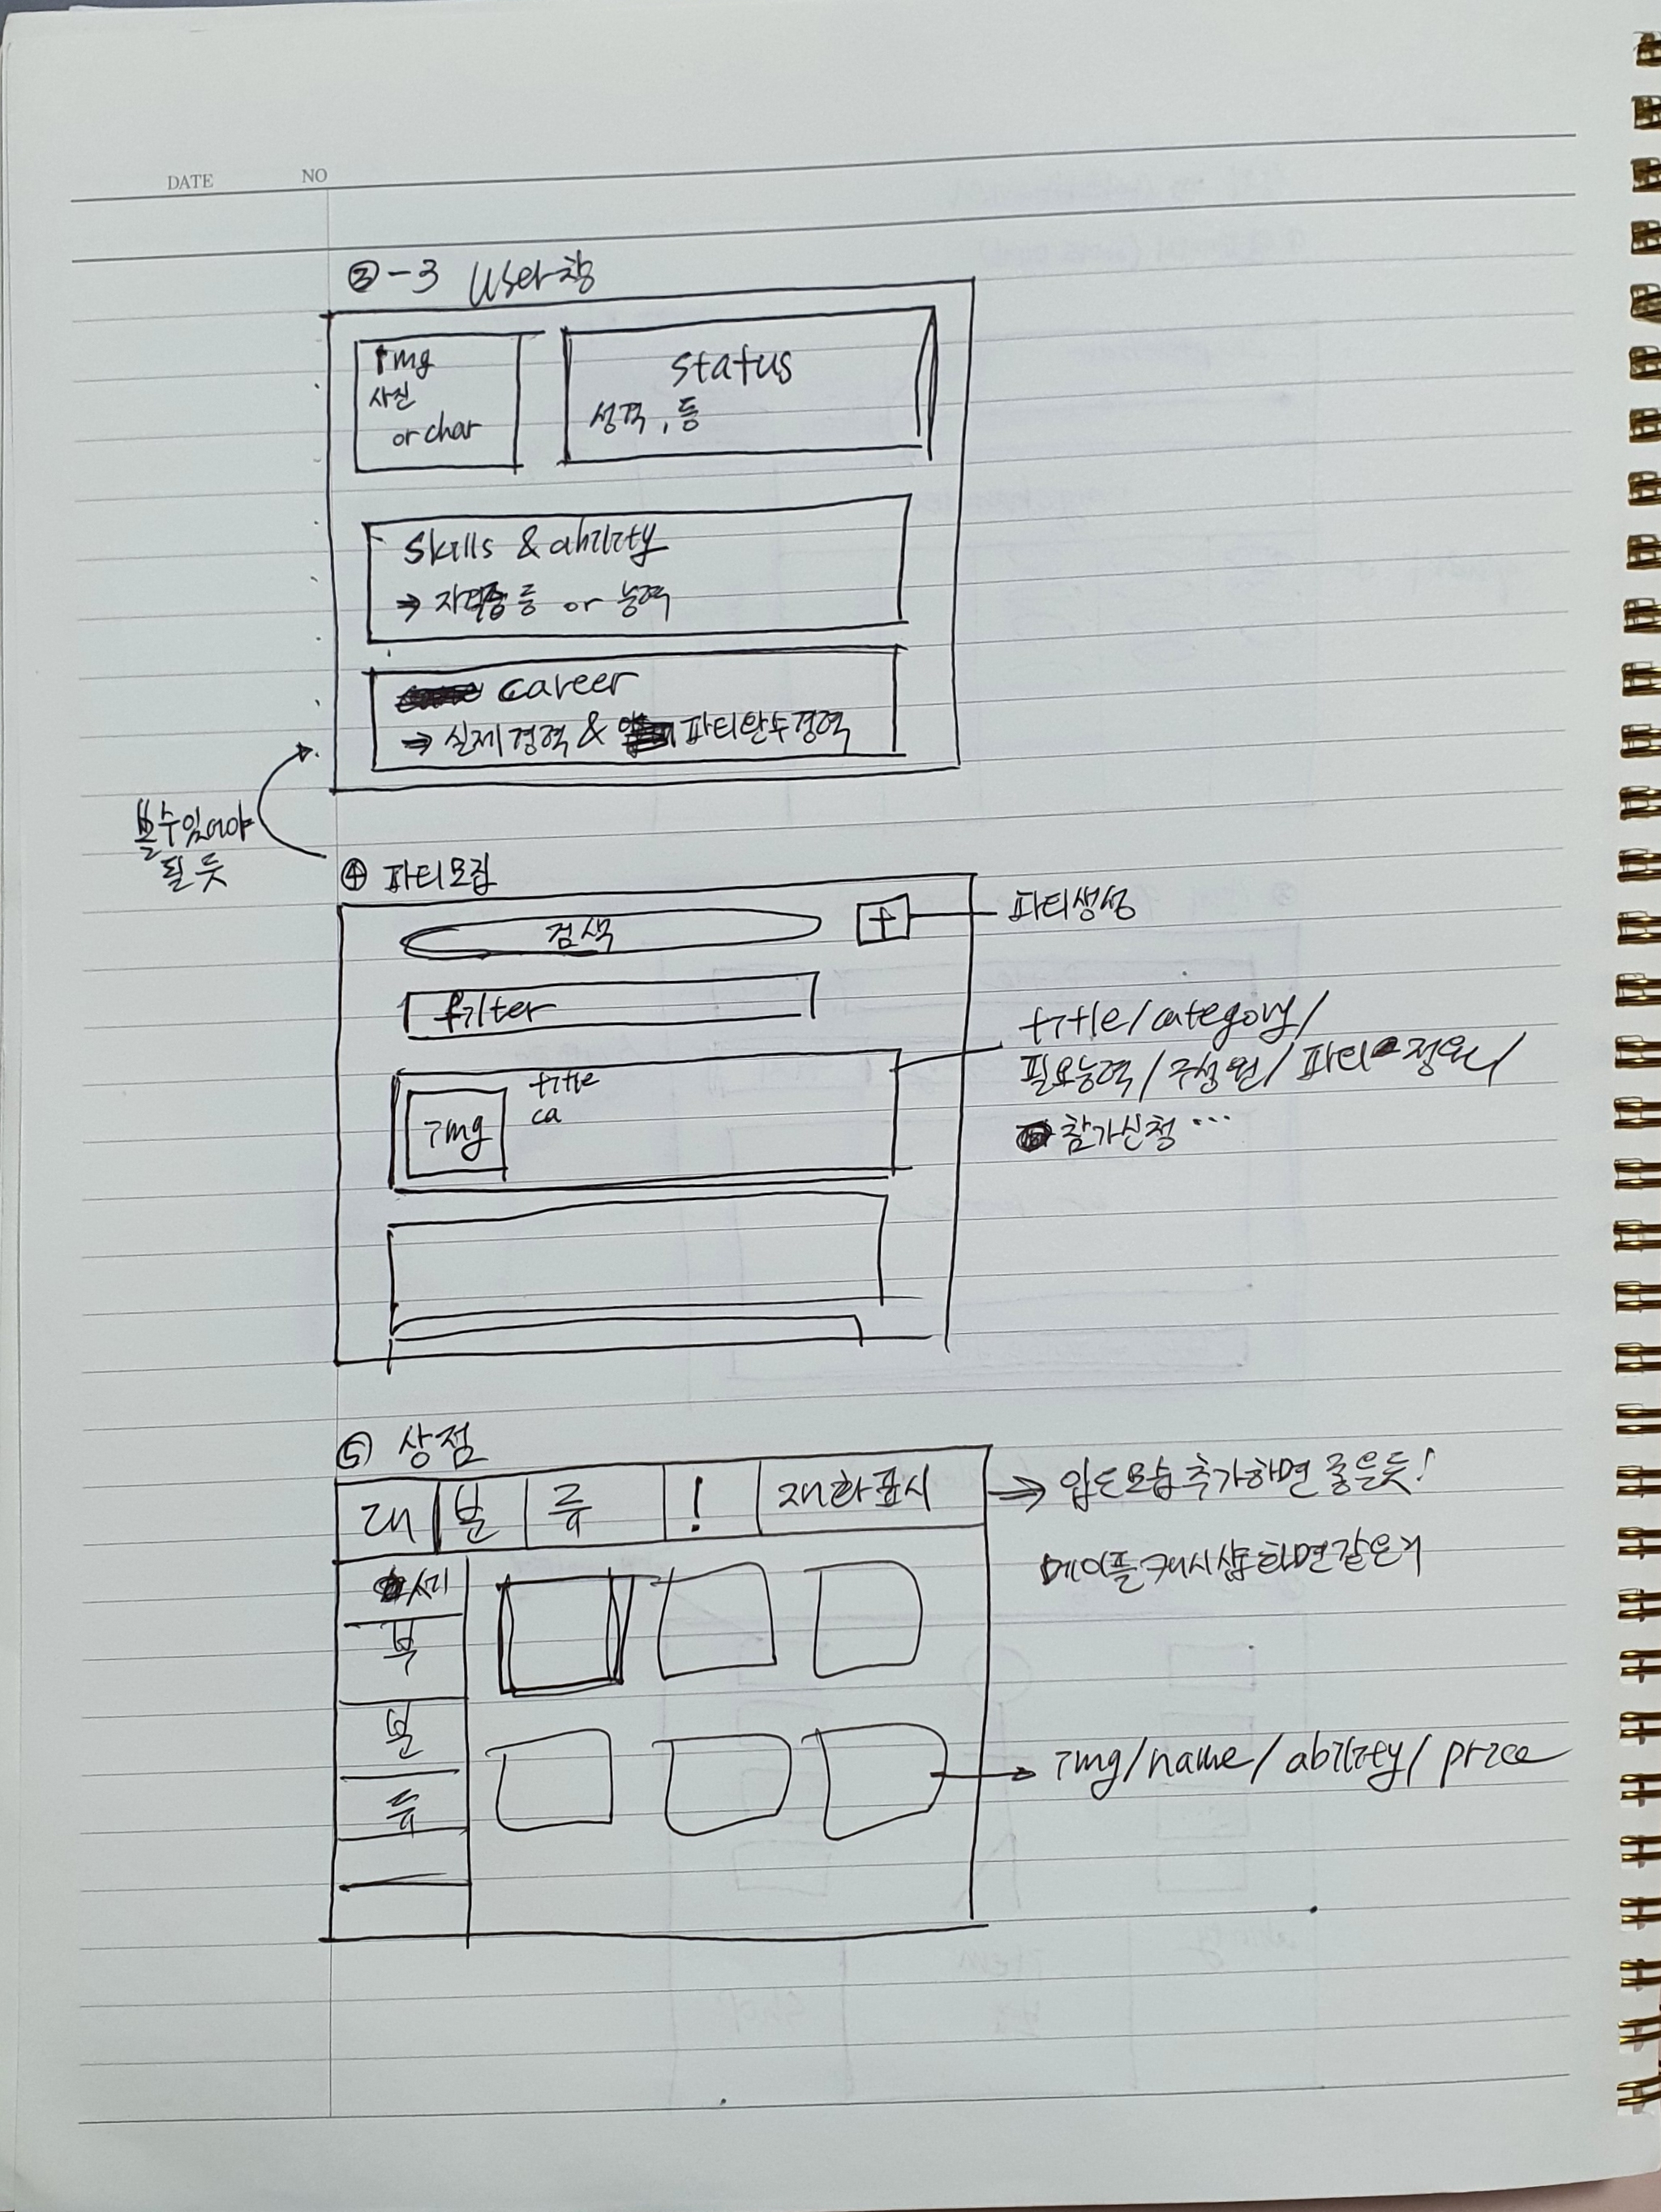 DATE NO
②-3 User창
img
사진
or char
status
성격, 등
Skills & ability
→ 자격증 등 or 능력
career
→ 실제경력 & 파티완수경력
볼수있어야
될 듯
④ 파티모집
검색
+
파티생성
filter
img
title
ca
title/category/
필요능력/구성원/파티 정원/
참가신청 ...
⑤ 상점
대 분 류 ! 재화표시
→ 입은모습추가하면 좋은듯!
메이플캐시샵화면같은거
세
부
분
류
→ img/name/ability/price